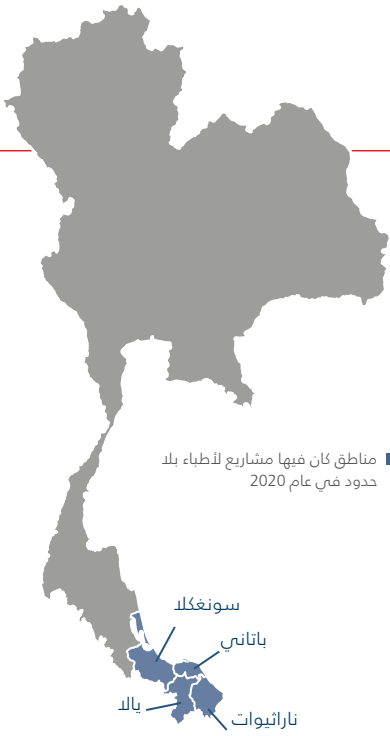 مناطق كان فيها مشاريع لأطباء بلا
حدود في عام 2020
سونغكلا
باتاني
يالا
ناراثيوات